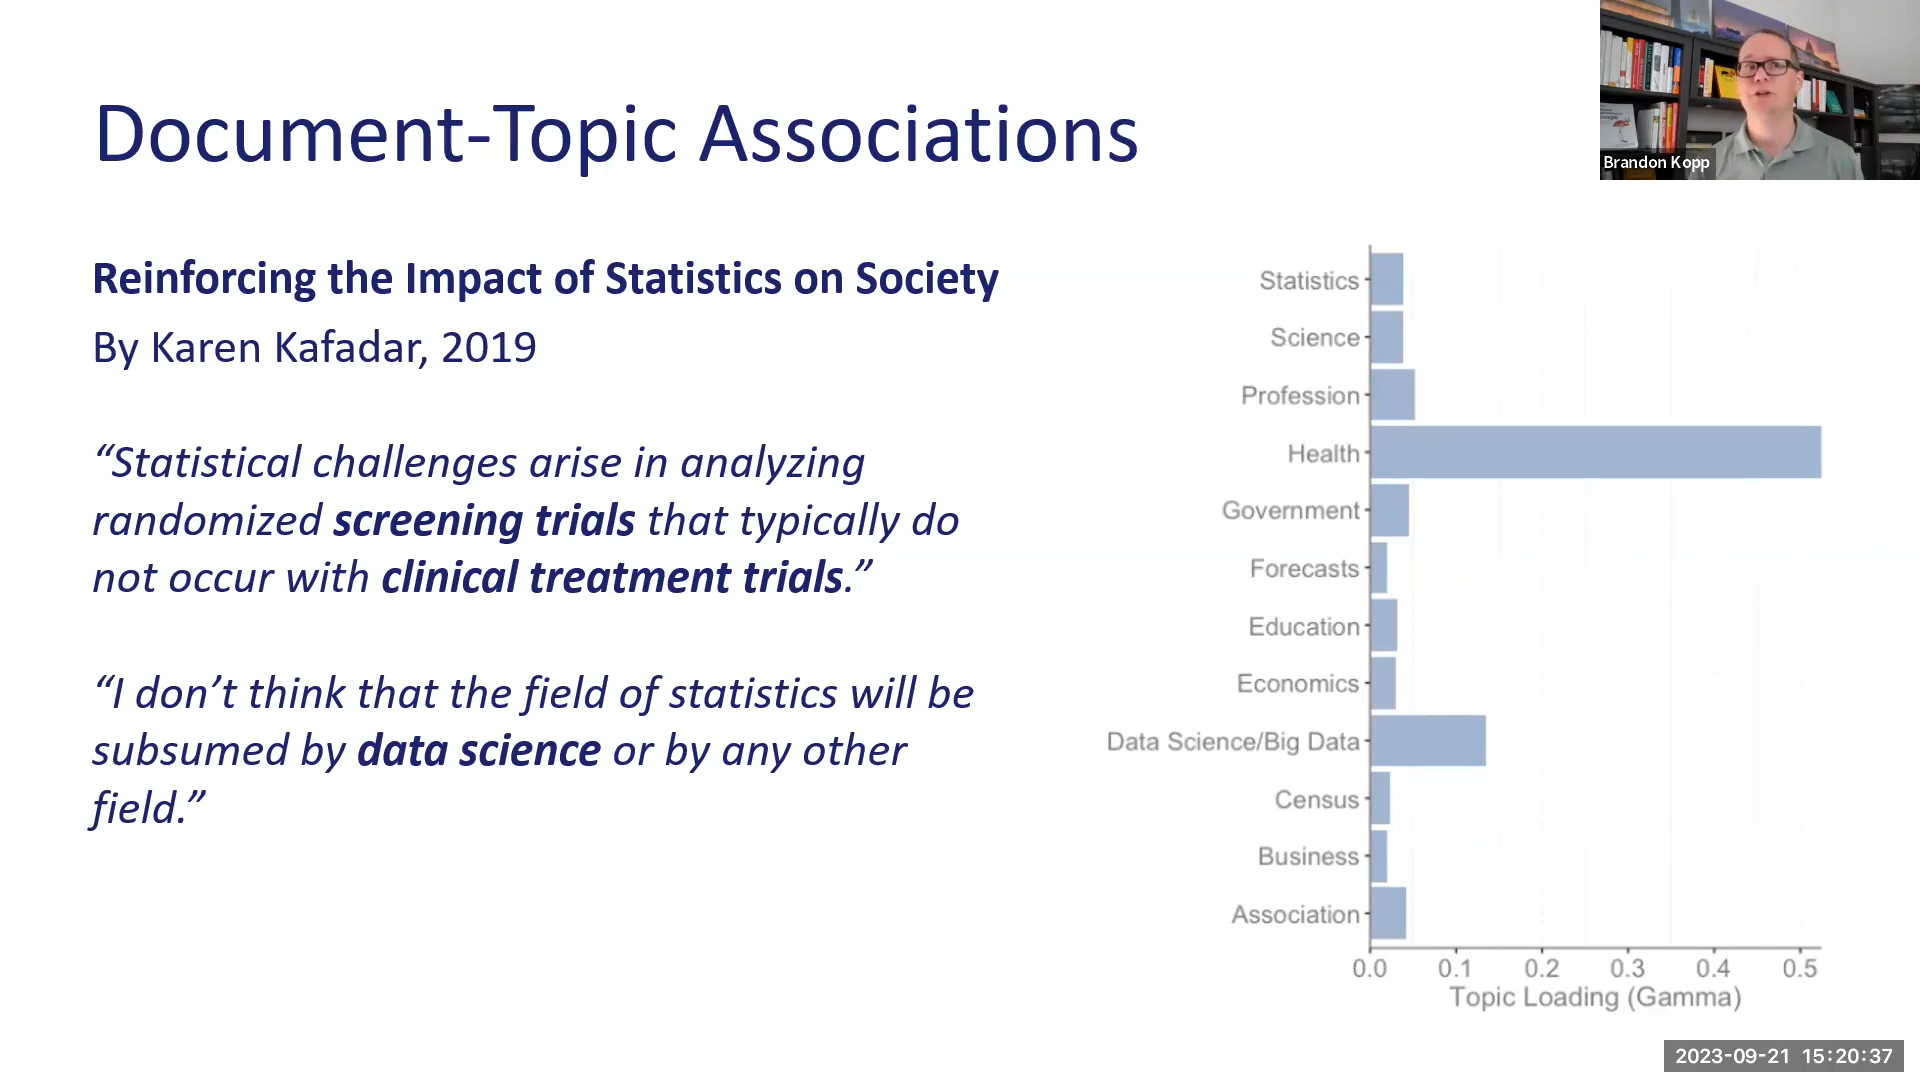 Document-Topic Associations
Brandon Kopp
Reinforcing the Impact of Statistics on Society
By Karen Kafadar, 2019
“Statistical challenges arise in analyzing
randomized screening trials that typically do
not occur with clinical treatment trials.”
“I don’t think that the field of statistics will be
subsumed by data science or by any other
field.”
Statistics
Science
Profession
Health
Government
Forecasts
Education
Economics
Data Science/Big Data
Census
Business
Association
0.0 0.1 0.2 0.3 0.4 0.5
Topic Loading (Gamma)
2023-09-21 15:20:37